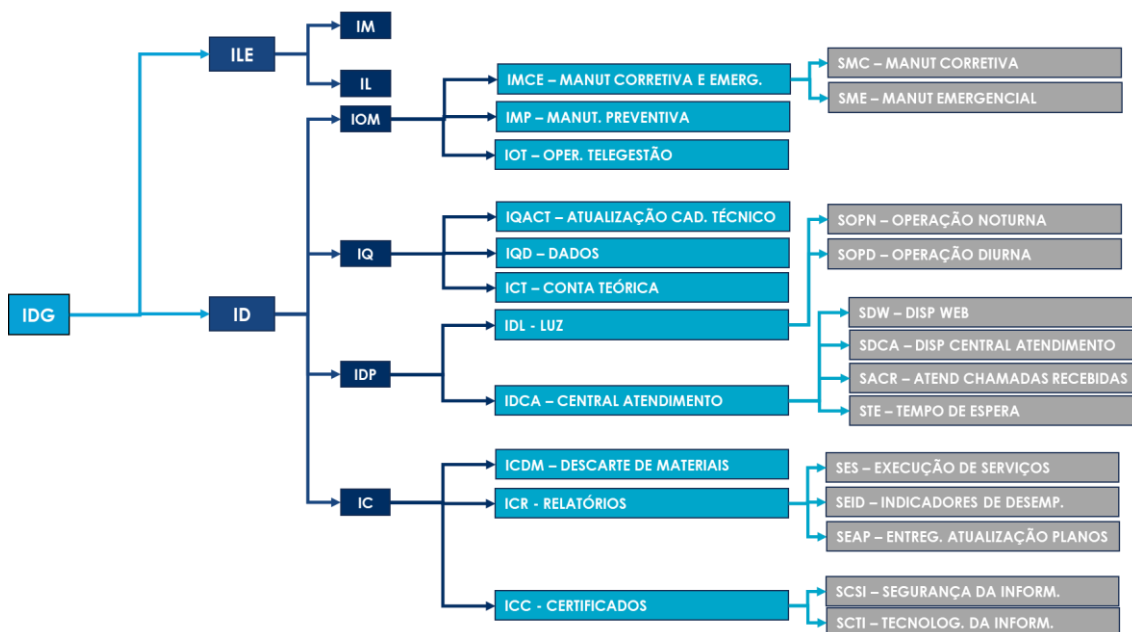 IDG
ILE
ID
IM
IL
IOM
IQ
IDP
IC
IMCE – MANUT CORRETIVA E EMERG.
IMP – MANUT. PREVENTIVA
IOT – OPER. TELEGESTÃO
IQACT – ATUALIZAÇÃO CAD. TÉCNICO
IQD – DADOS
ICT – CONTA TEÓRICA
IDL - LUZ
IDCA – CENTRAL ATENDIMENTO
ICDM – DESCARTE DE MATERIAIS
ICR - RELATÓRIOS
ICC - CERTIFICADOS
SMC – MANUT CORRETIVA
SME – MANUT EMERGENCIAL
SOPN – OPERAÇÃO NOTURNA
SOPD – OPERAÇÃO DIURNA
SDW – DISP WEB
SDCA – DISP CENTRAL ATENDIMENTO
SACR – ATEND CHAMADAS RECEBIDAS
STE – TEMPO DE ESPERA
SES – EXECUÇÃO DE SERVIÇOS
SEID – INDICADORES DE DESEMP.
SEAP – ENTREG. ATUALIZAÇÃO PLANOS
SCSI – SEGURANÇA DA INFORM.
SCTI – TECNOLOG. DA INFORM.